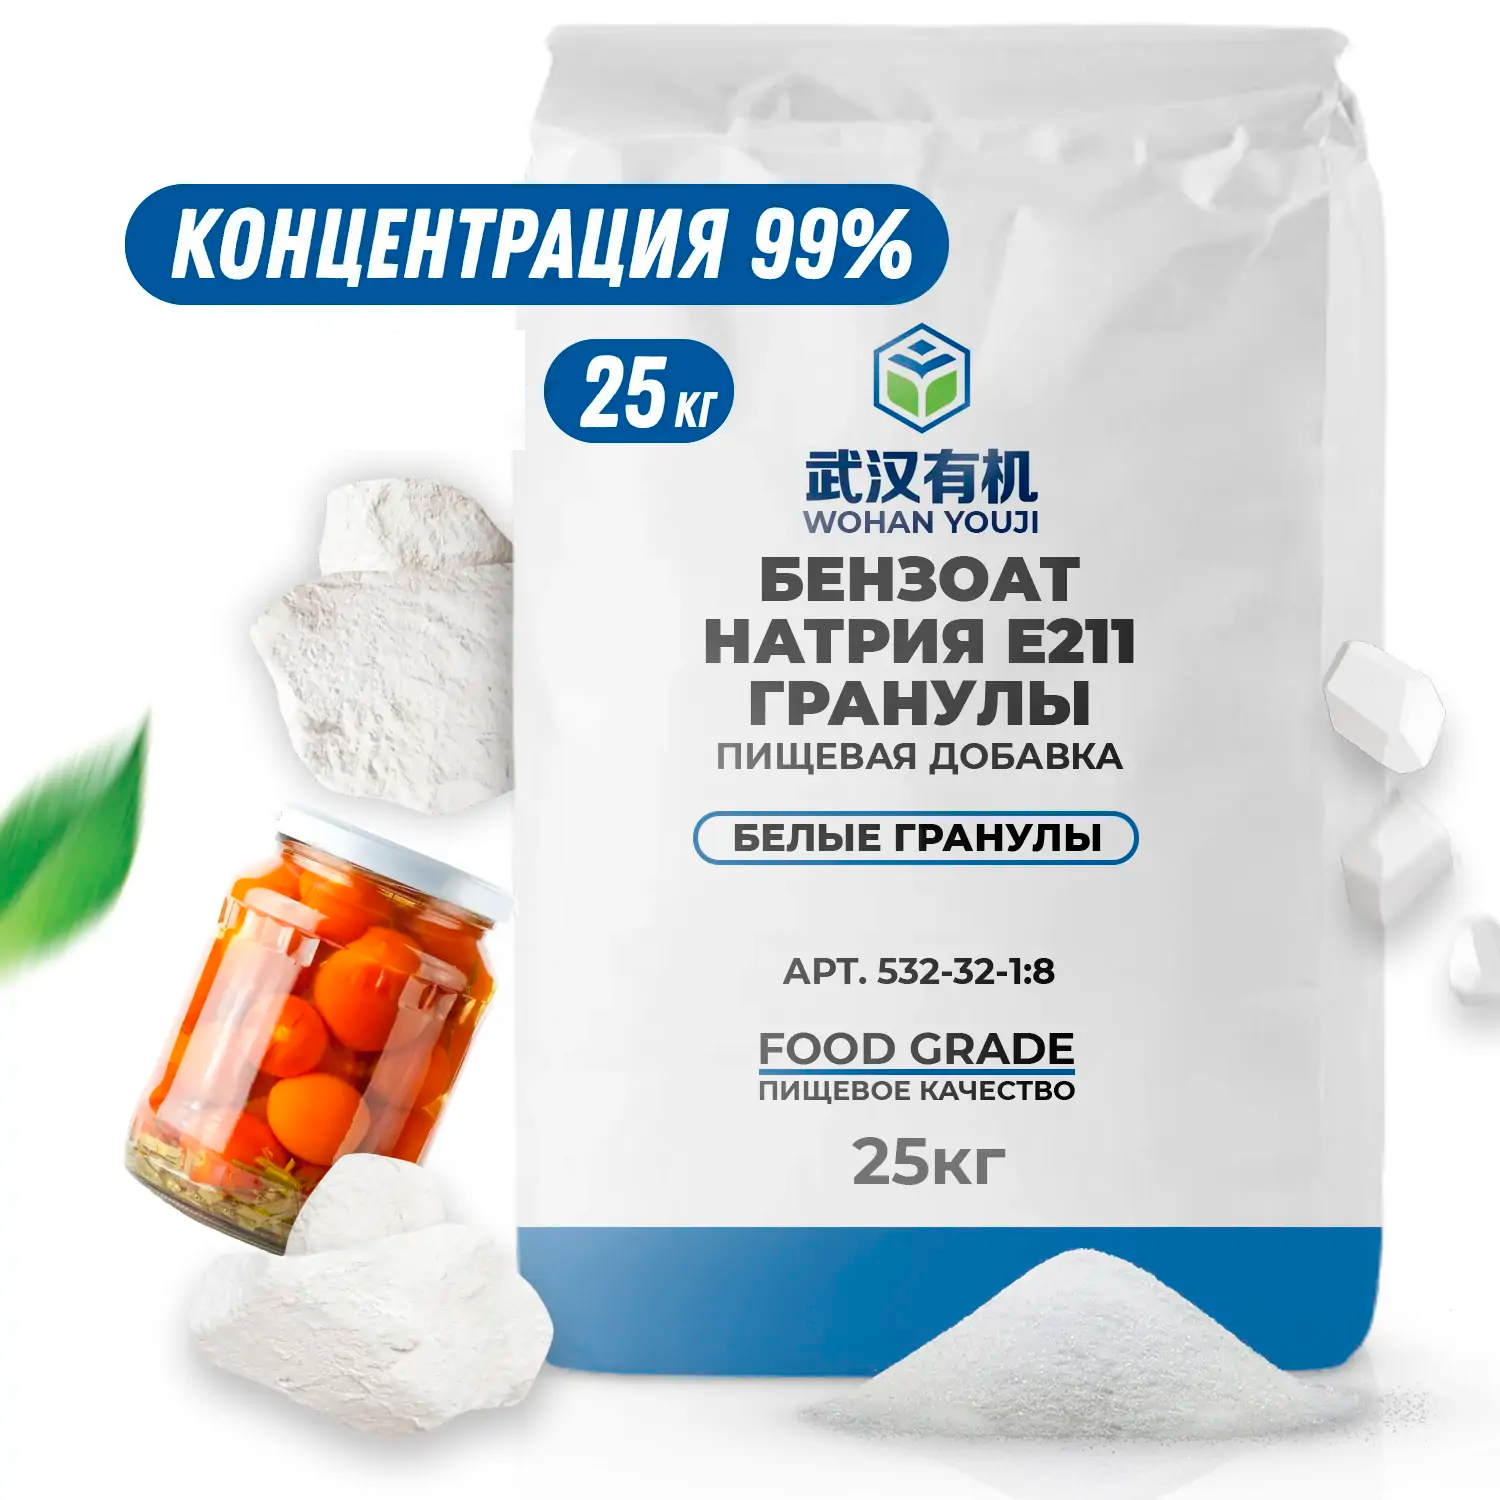 КОНЦЕНТРАЦИЯ 99%
25 КГ
武汉有机
WOHAN YOUJI
БЕНЗОАТ
НАТРИЯ Е211
ГРАНУЛЫ
ПИЩЕВАЯ ДОБАВКА
БЕЛЫЕ ГРАНУЛЫ
АРТ. 532-32-1:8
FOOD GRADE
ПИЩЕВОЕ КАЧЕСТВО
25кг